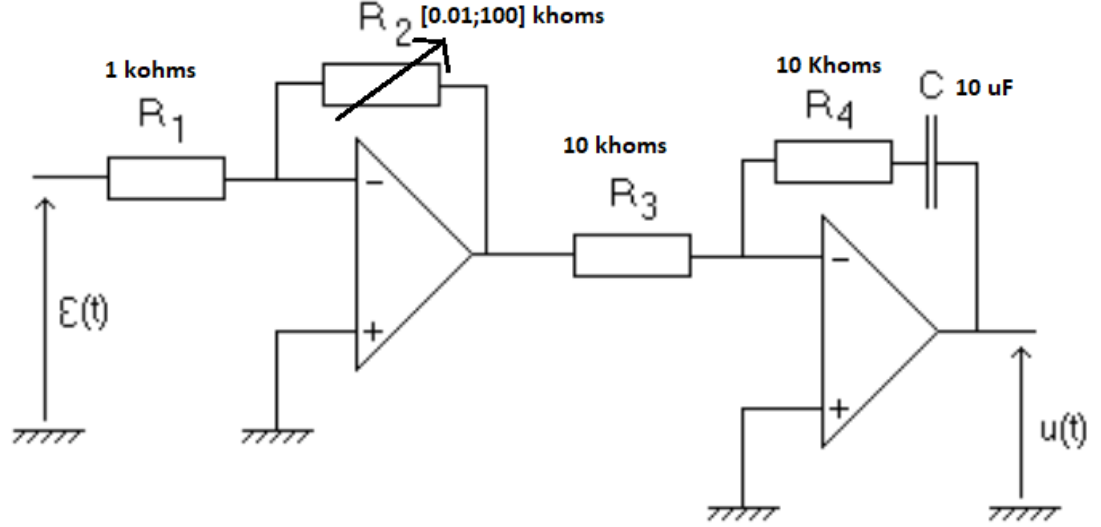 R2 [0.01;100] khoms
1 kohms
R1
10 Khoms
R4 C 10 uF
10 khoms
R3
−
−
+
ε(t)
+
u(t)